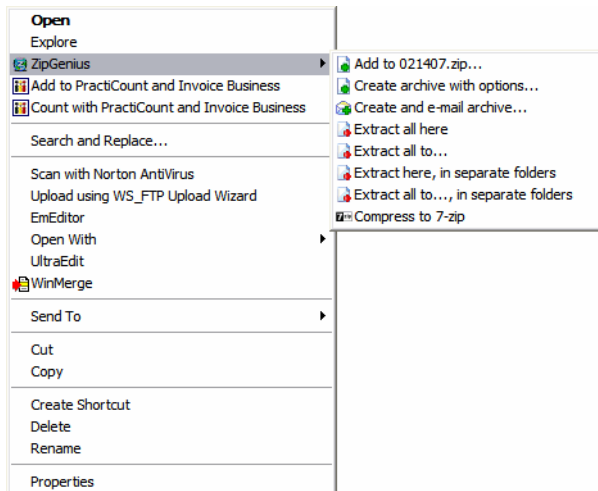 Open
Explore
ZipGenius
Add to PractiCount and Invoice Business
Count with PractiCount and Invoice Business
Search and Replace...
Scan with Norton AntiVirus
Upload using WS_FTP Upload Wizard
EmEditor
Open With
UltraEdit
WinMerge
Send To
Cut
Copy
Create Shortcut
Delete
Rename
Properties
Add to 021407.zip...
Create archive with options...
Create and e-mail archive...
Extract all here
Extract all to...
Extract here, in separate folders
Extract all to..., in separate folders
Compress to 7-zip